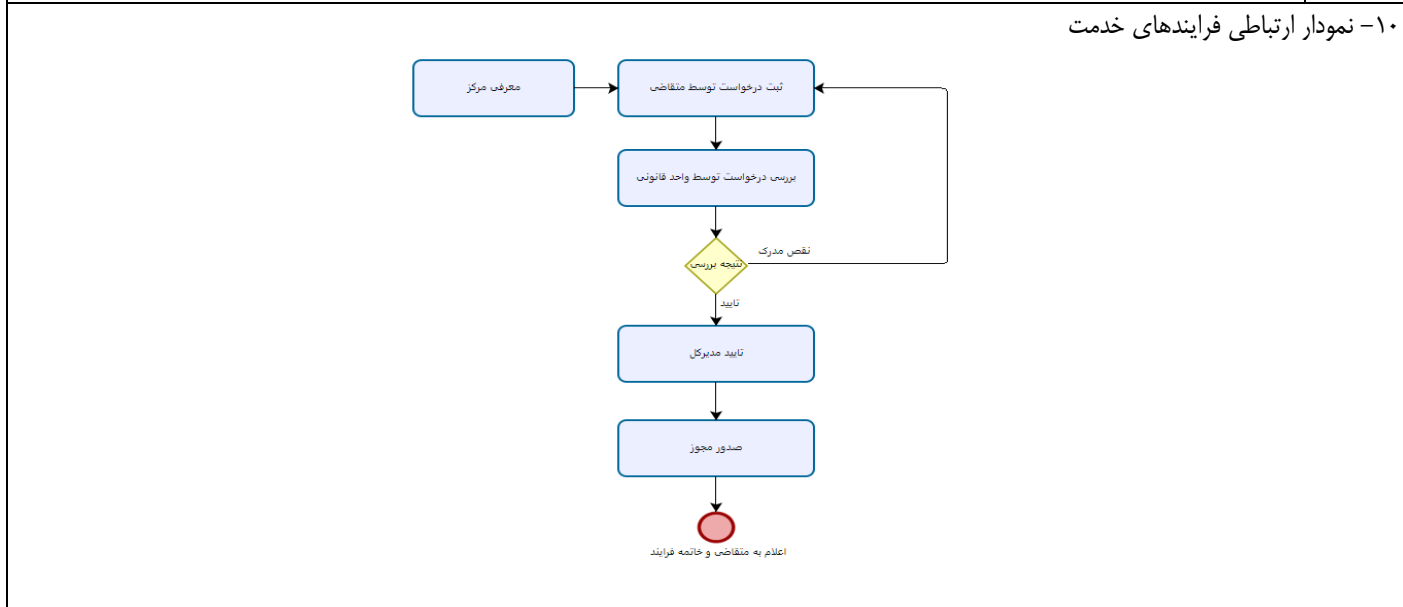 ۱۰- نمودار ارتباطی فرایندهای خدمت
معرفی مرکز
ثبت درخواست توسط متقاضی
بررسی درخواست توسط واحد قانونی
نتیجه بررسی
نقص مدرک
تایید
تایید مدیرکل
صدور مجوز
اعلام به متقاضی و خاتمه فرایند